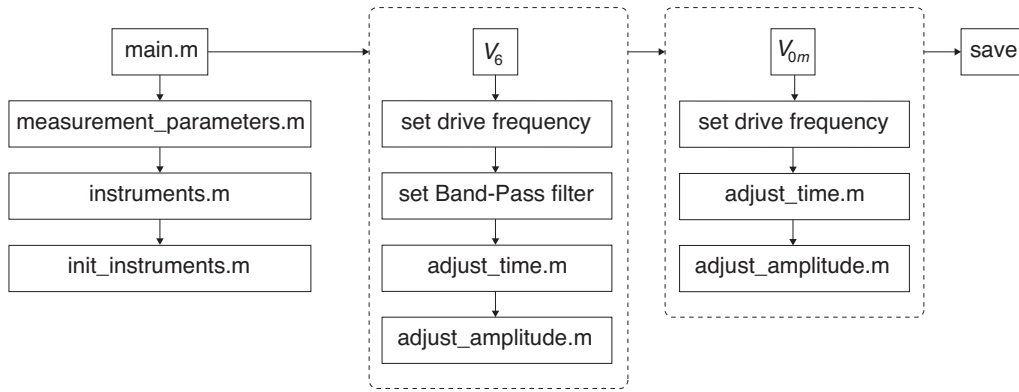 main.m
measurement_parameters.m
instruments.m
init_instruments.m
V6
set drive frequency
set Band-Pass filter
adjust_time.m
adjust_amplitude.m
V0m
set drive frequency
adjust_time.m
adjust_amplitude.m
save